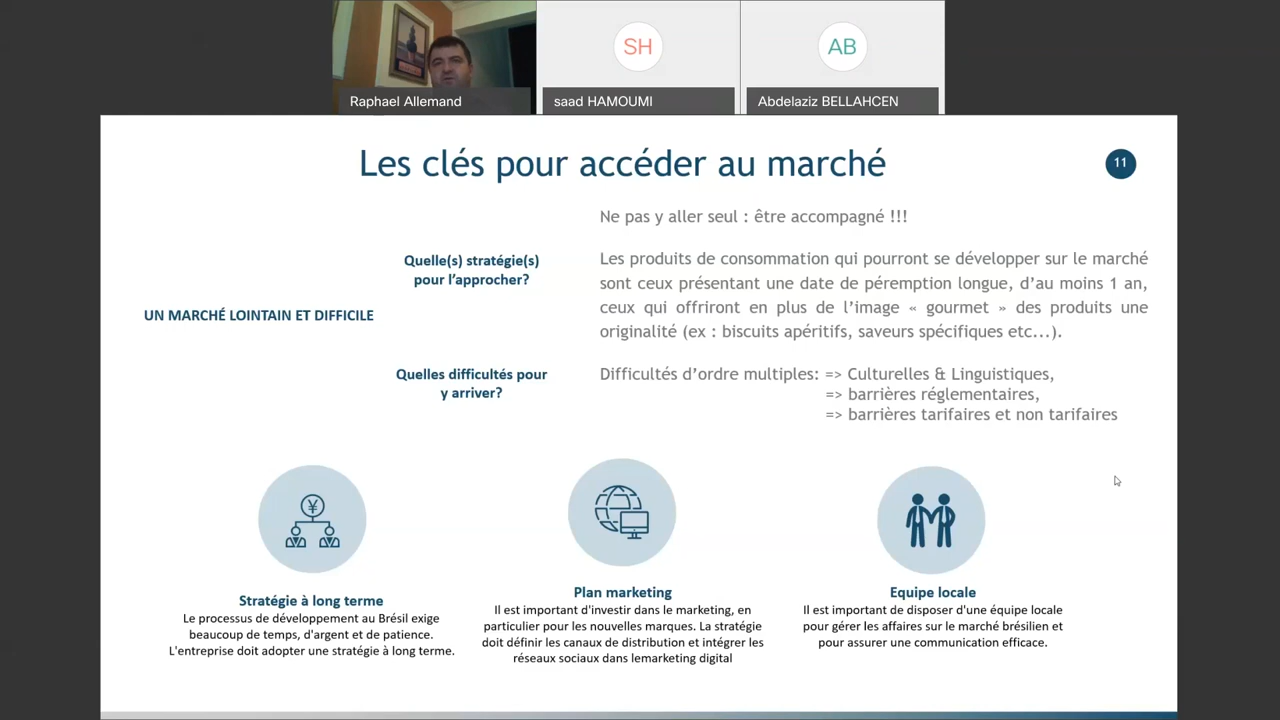 SH
AB
Raphael Allemand
saad HAMOUMI
Abdelaziz BELLAHCEN
Les clés pour accéder au marché
11
Ne pas y aller seul : être accompagné !!!
Quelle(s) stratégie(s)
pour l’approcher?
Les produits de consommation qui pourront se développer sur le marché
sont ceux présentant une date de péremption longue, d’au moins 1 an,
ceux qui offriront en plus de l’image « gourmet » des produits une
originalité (ex : biscuits apéritifs, saveurs spécifiques etc...).
UN MARCHÉ LOINTAIN ET DIFFICILE
Quelles difficultés pour
y arriver?
Difficultés d’ordre multiples: => Culturelles & Linguistiques,
=> barrières réglementaires,
=> barrières tarifaires et non tarifaires
¥
Stratégie à long terme
Le processus de développement au Brésil exige
beaucoup de temps, d'argent et de patience.
L'entreprise doit adopter une stratégie à long terme.
Plan marketing
Il est important d'investir dans le marketing, en
particulier pour les nouvelles marques. La stratégie
doit définir les canaux de distribution et intégrer les
réseaux sociaux dans lemarketing digital
Equipe locale
Il est important de disposer d'une équipe locale
pour gérer les affaires sur le marché brésilien et
pour assurer une communication efficace.